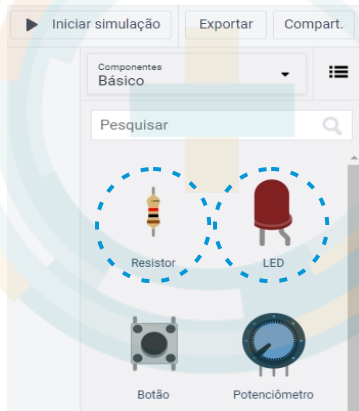 Iniciar simulação Exportar Compart.
Componentes
Básico
Pesquisar
Resistor LED
Botão Potenciômetro